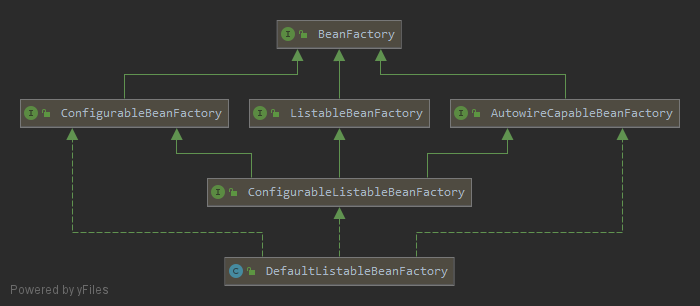 I BeanFactory
I ConfigurableBeanFactory
I ListableBeanFactory
I AutowireCapableBeanFactory
I ConfigurableListableBeanFactory
C DefaultListableBeanFactory
Powered by yFiles